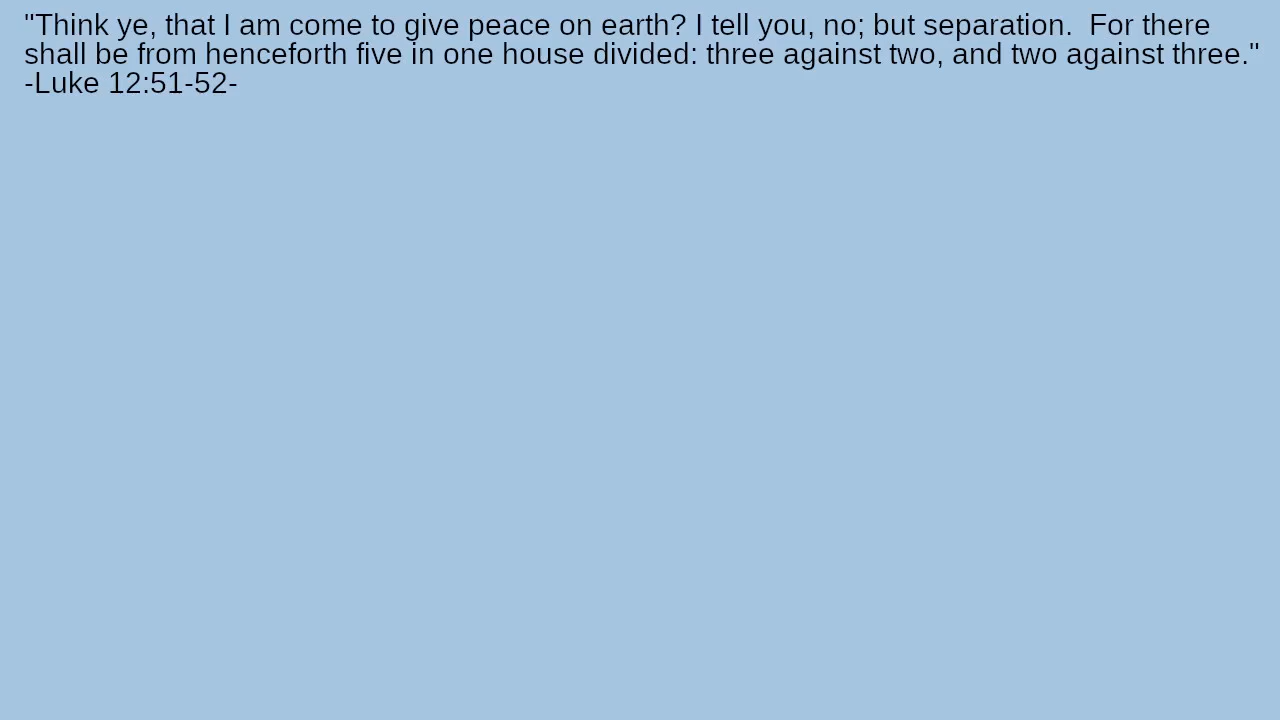 "Think ye, that I am come to give peace on earth? I tell you, no; but separation.  For there
shall be from henceforth five in one house divided: three against two, and two against three."
-Luke 12:51-52-